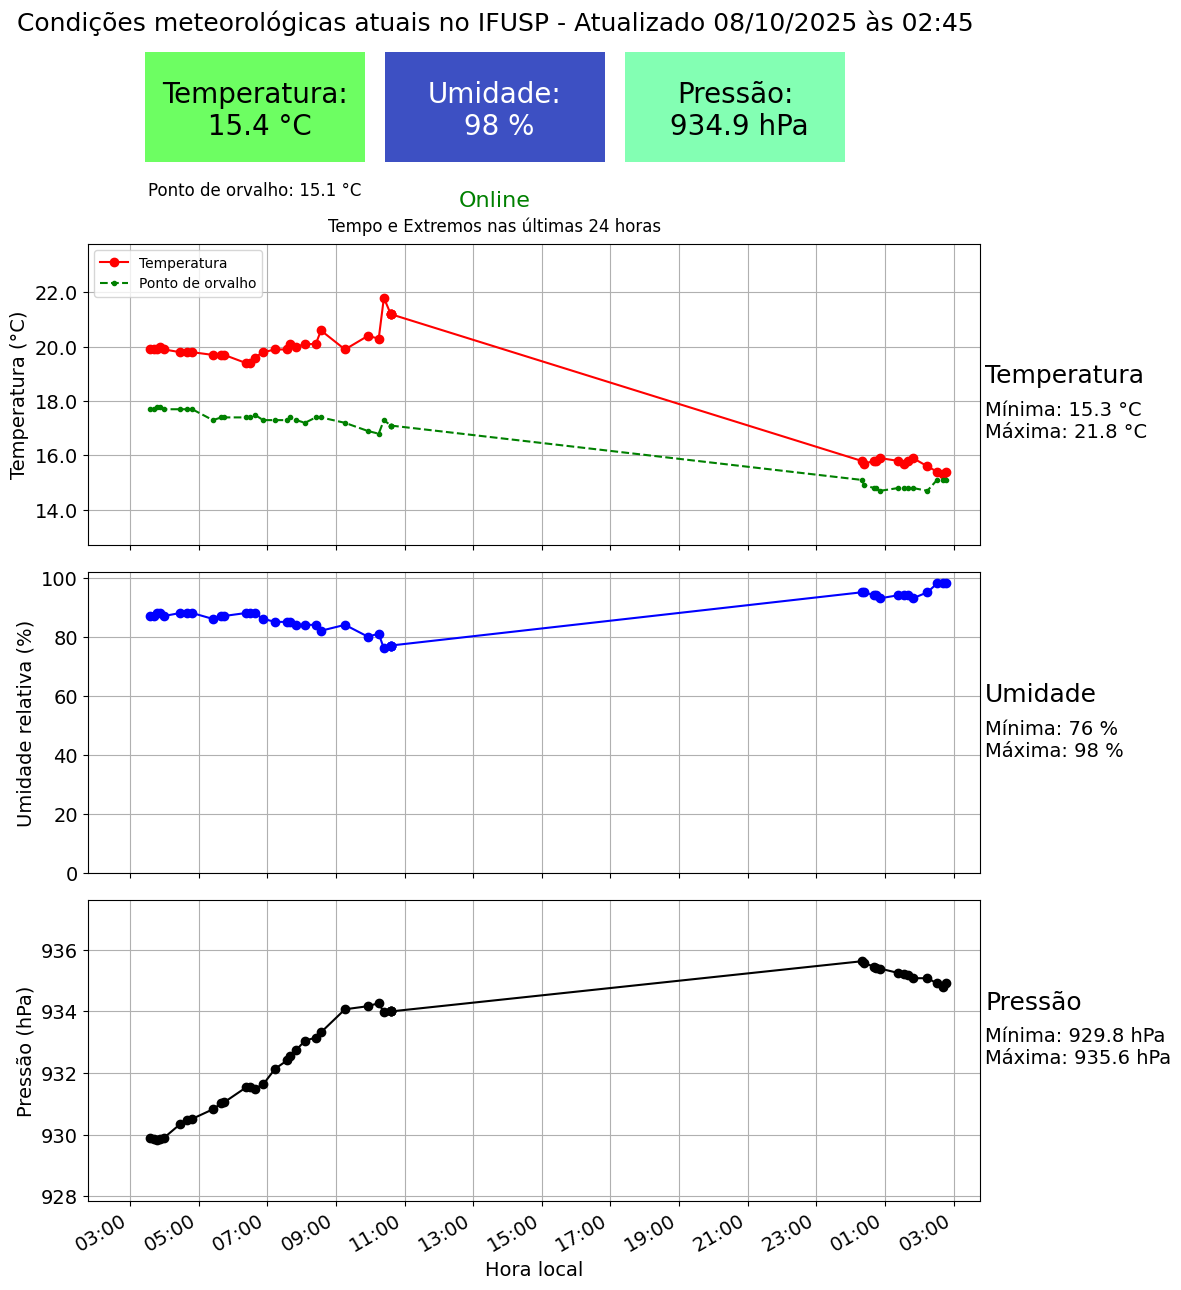 Condições meteorológicas atuais no IFUSP - Atualizado 08/10/2025 às 02:45
Temperatura:
15.4 °C
Umidade:
98 %
Pressão:
934.9 hPa
Ponto de orvalho: 15.1 °C
Online
Tempo e Extremos nas últimas 24 horas
Temperatura
Ponto de orvalho
Temperatura (°C)
22.0
20.0
18.0
16.0
14.0
Temperatura
Mínima: 15.3 °C
Máxima: 21.8 °C
Umidade relativa (%)
100
80
60
40
20
0
Umidade
Mínima: 76 %
Máxima: 98 %
Pressão (hPa)
936
934
932
930
928
Pressão
Mínima: 929.8 hPa
Máxima: 935.6 hPa
03:00
05:00
07:00
09:00
11:00
13:00
15:00
17:00
19:00
21:00
23:00
01:00
03:00
Hora local